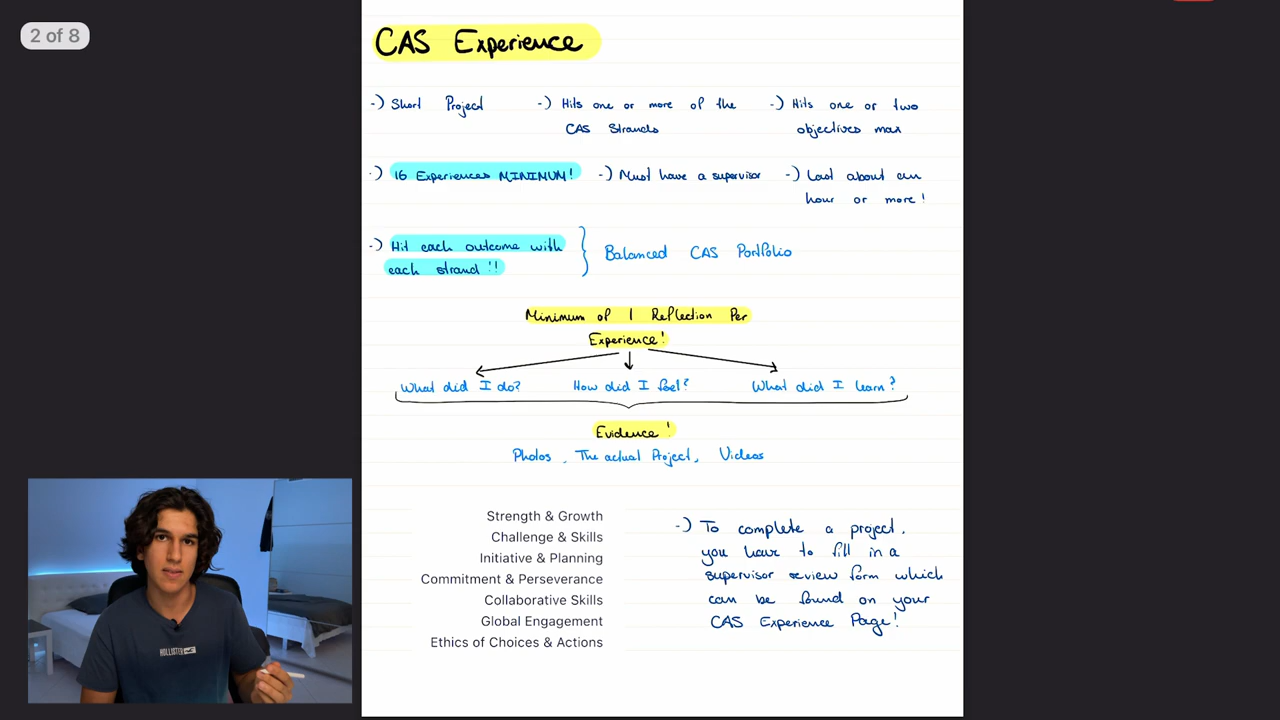 2 of 8
CAS Experience
-) Short Project
-) Hits one or more of the
CAS Strands
-) Hits one or two
objectives max
-) 16 Experiences MINIMUM!
-) Must have a supervisor
-) Last about an
hour or more!
-) Hit each outcome with
each strand!!
Balanced CAS Portfolio
Minimum of 1 Reflection Per
Experience!
What did I do? How did I feel? What did I learn?
Evidence!
Photos, The actual Project, Videos
Strength & Growth
Challenge & Skills
Initiative & Planning
Commitment & Perseverance
Collaborative Skills
Global Engagement
Ethics of Choices & Actions
-) To complete a project,
you have to fill in a
supervisor review form which
can be found on your
CAS Experience Page!
HOLLISTER